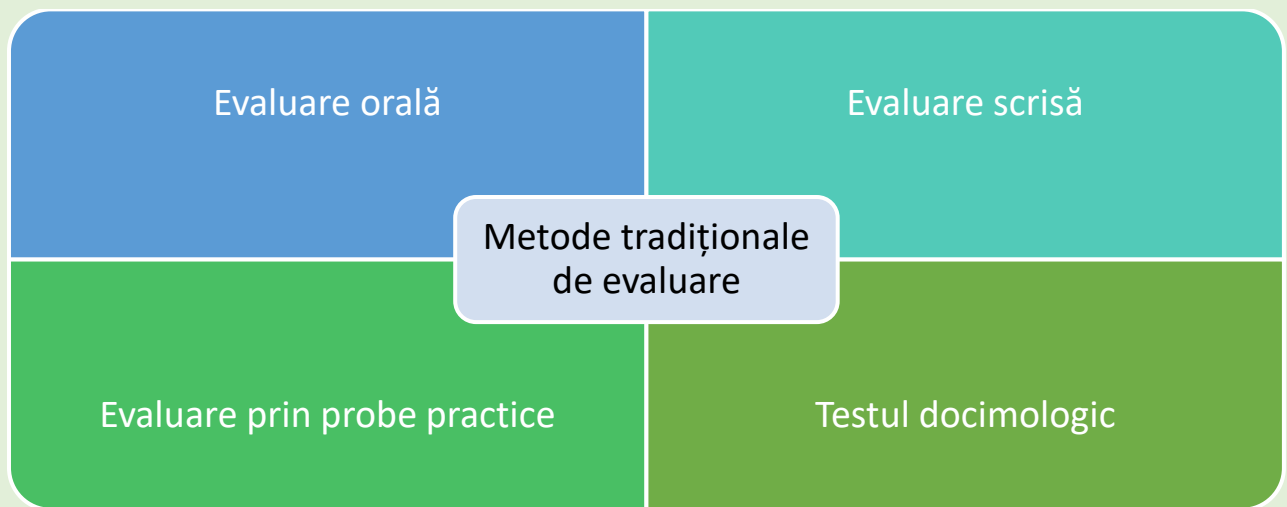 Evaluare orală
Evaluare scrisă
Metode tradiționale
de evaluare
Evaluare prin probe practice
Testul docimologic